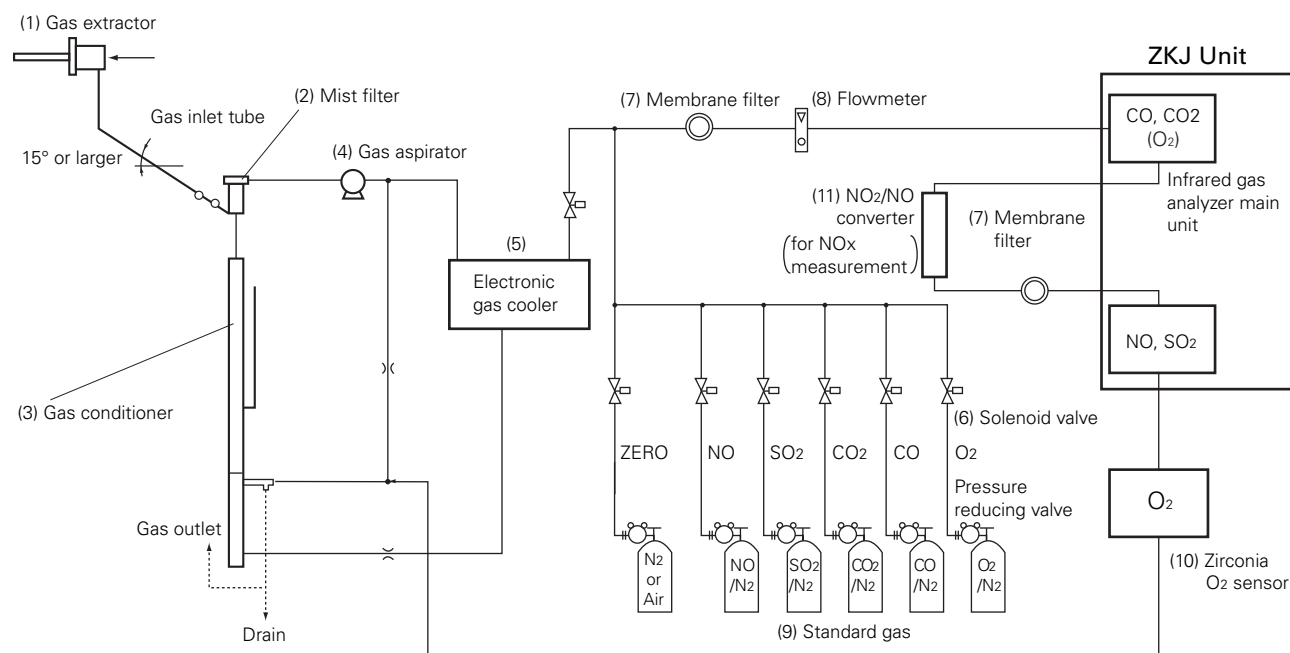 (1) Gas extractor
ZKJ Unit
(2) Mist filter
(7) Membrane filter
(8) Flowmeter
Gas inlet tube
CO, CO2
(O2)
15° or larger
(4) Gas aspirator
Infrared gas
analyzer main
unit
(11) NO2/NO
converter
(for NOx
measurement)
(7) Membrane
filter
(5)
Electronic
gas cooler
NO, SO2
(3) Gas conditioner
(6) Solenoid valve
ZERO
NO
SO2
CO2
CO
O2
Pressure
reducing valve
O2
Gas outlet
N2
or
Air
NO
/N2
SO2
/N2
CO2
/N2
CO
/N2
O2
/N2
(10) Zirconia
O2 sensor
Drain
(9) Standard gas